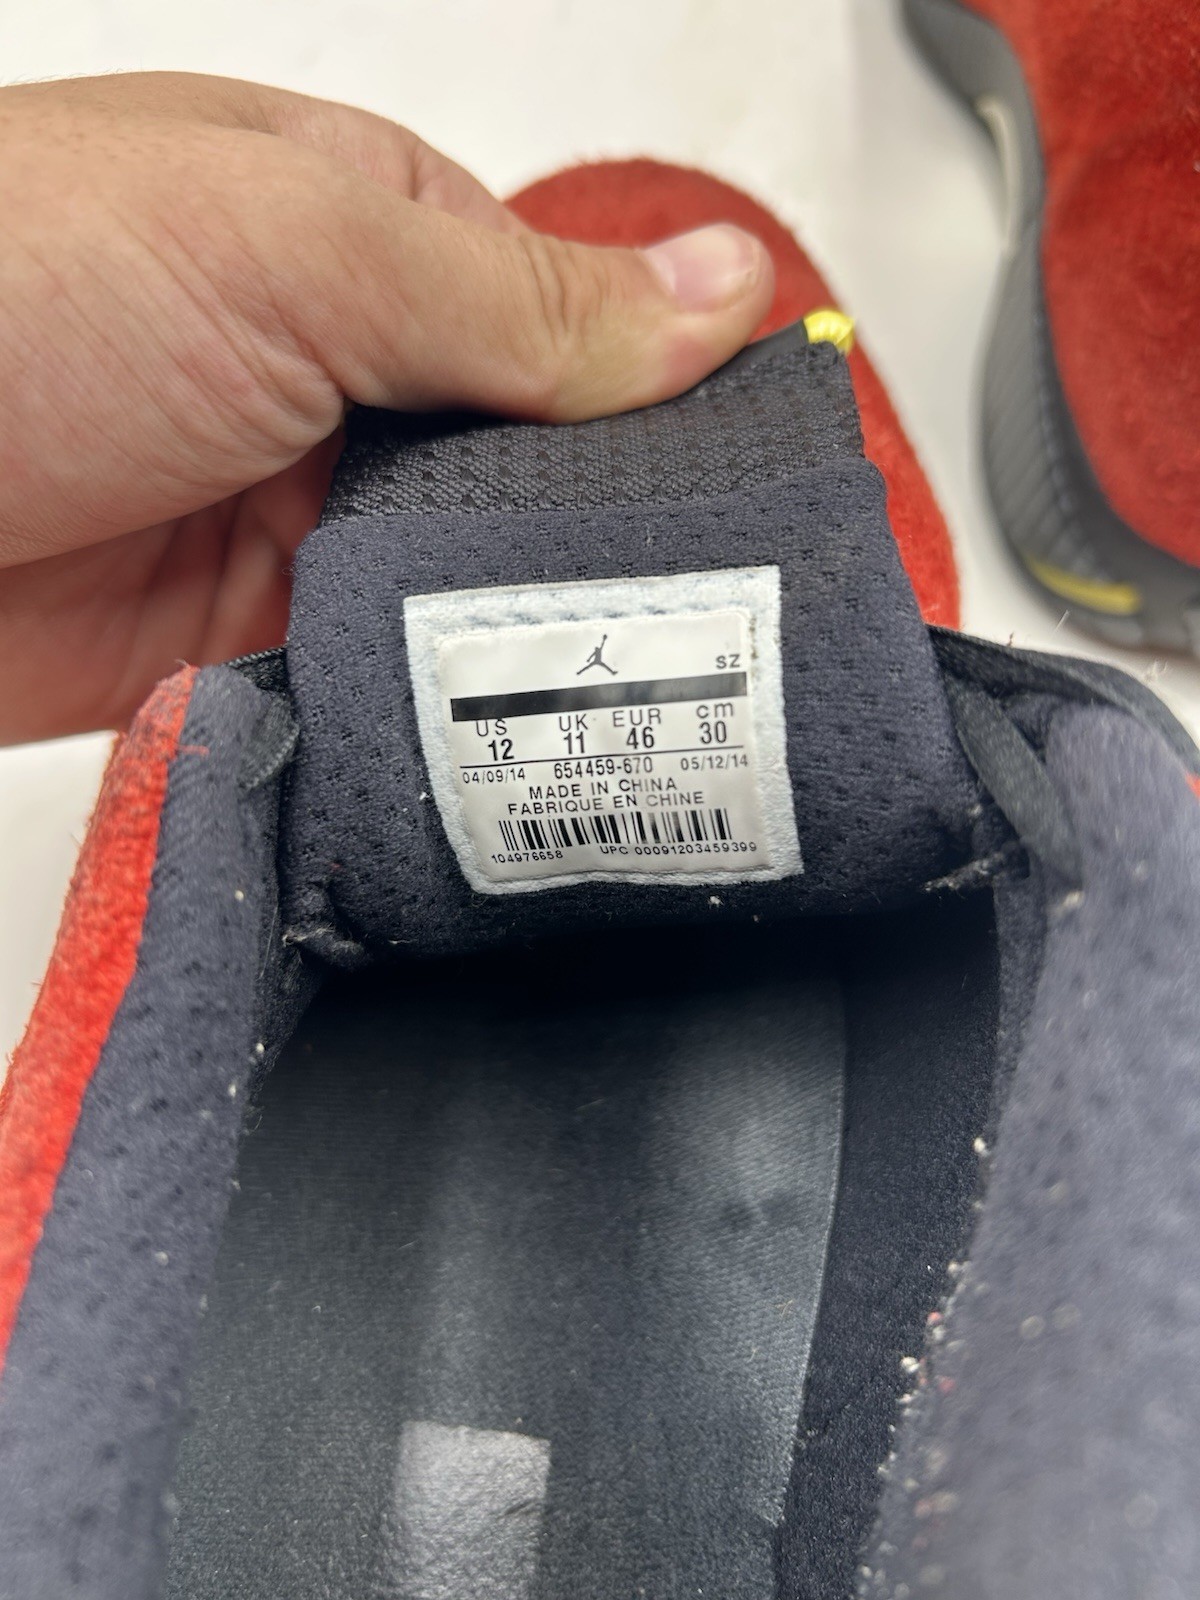 SZ
US UK EUR cm
12 11 46 30
04/09/14 654459-670 05/12/14
MADE IN CHINA
FABRIQUE EN CHINE
104976658 UPC 00091203459399